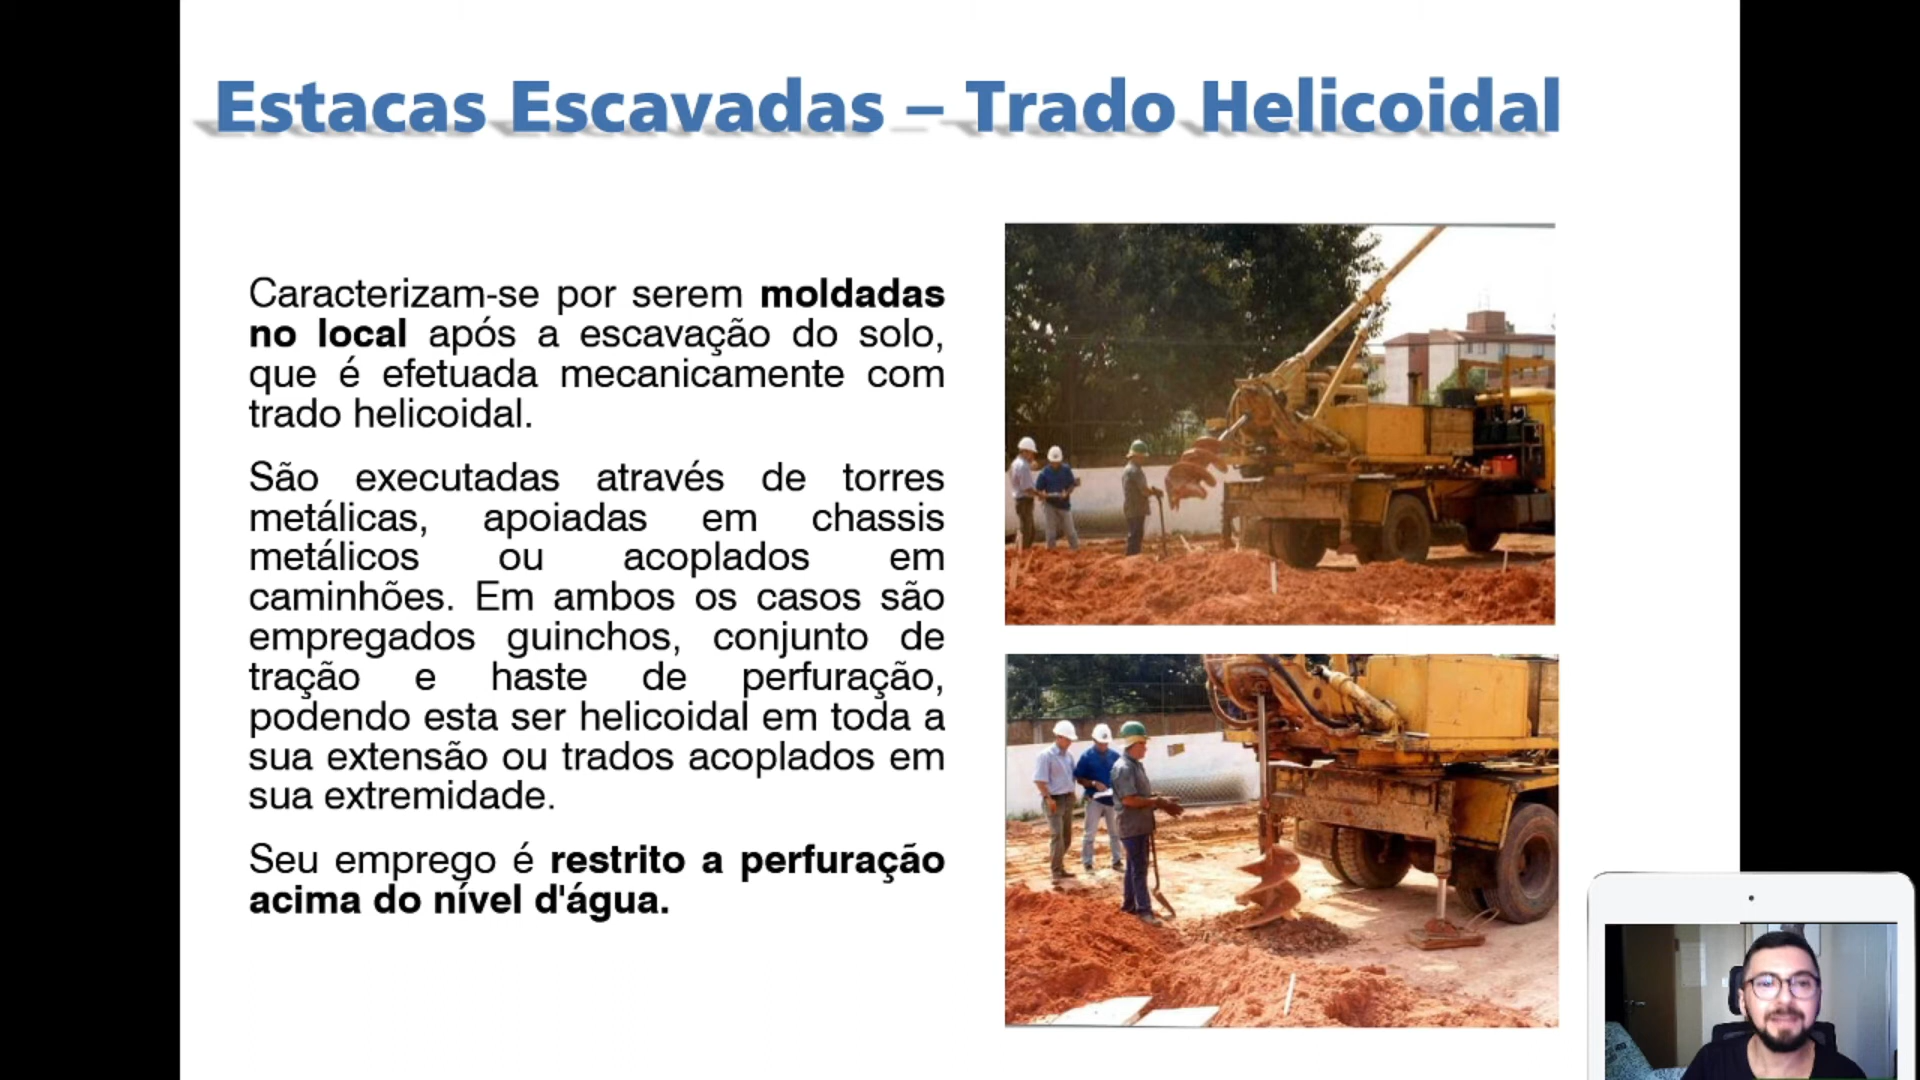 Estacas Escavadas – Trado Helicoidal
Caracterizam-se por serem moldadas
no local após a escavação do solo,
que é efetuada mecanicamente com
trado helicoidal.
São executadas através de torres
metálicas, apoiadas em chassis
metálicos ou acoplados em
caminhões. Em ambos os casos são
empregados guinchos, conjunto de
tração e haste de perfuração,
podendo esta ser helicoidal em toda a
sua extensão ou trados acoplados em
sua extremidade.
Seu emprego é restrito a perfuração
acima do nível d'água.